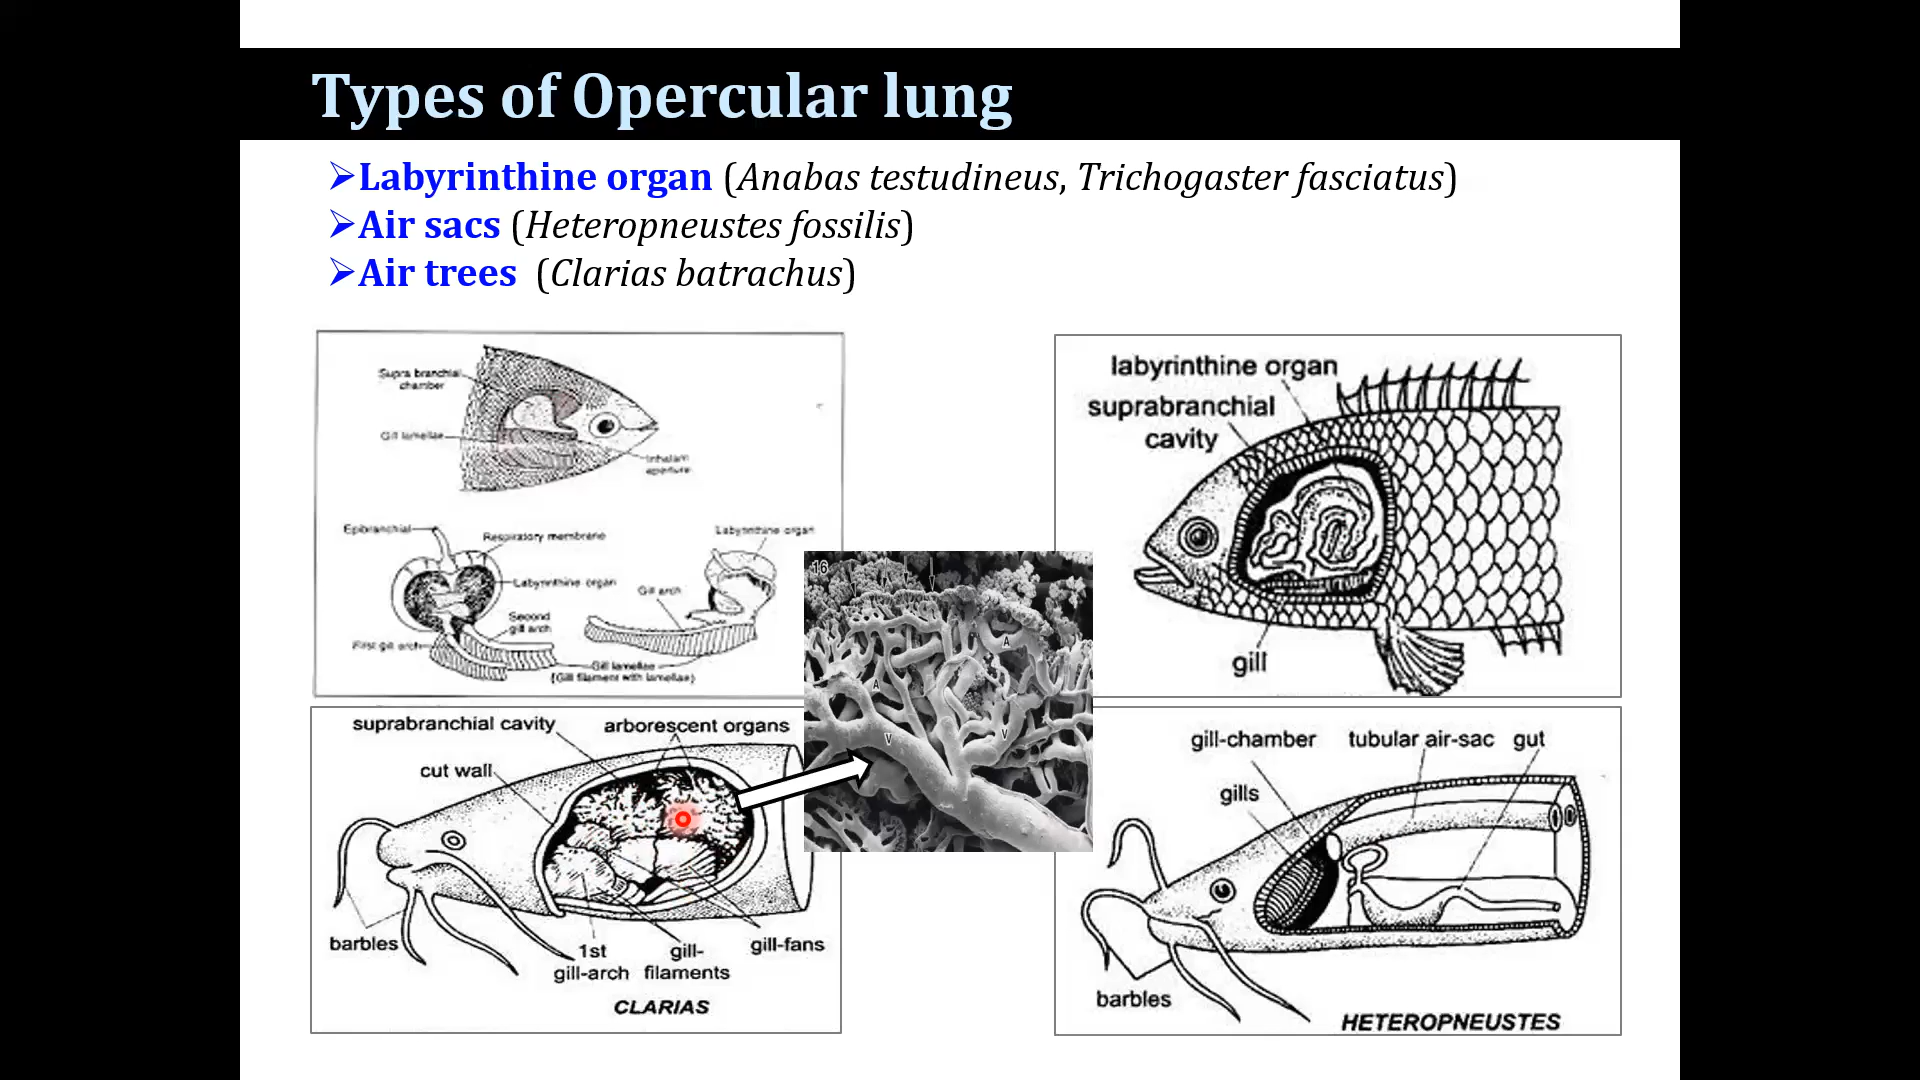 Types of Opercular lung
➢Labyrinthine organ (Anabas testudineus, Trichogaster fasciatus)
➢Air sacs (Heteropneustes fossilis)
➢Air trees (Clarias batrachus)
Supra branchial
chamber
Gill lamellae
Inhalam
aperture
Epibranchial
Respiratory membrane
Labyrinthine organ
Second
gill arch
First gill arch
Labyrinthine organ
Gill arch
Gill lamellae
(Gill filament with lamellae)
labyrinthine organ
suprabranchial
cavity
gill
16
A
A
V
V
suprabranchial cavity
arborescent organs
cut wall
barbles
1st
gill-arch
gill-
filaments
gill-fans
CLARIAS
gill-chamber
tubular air-sac
gut
gills
barbles
HETEROPNEUSTES